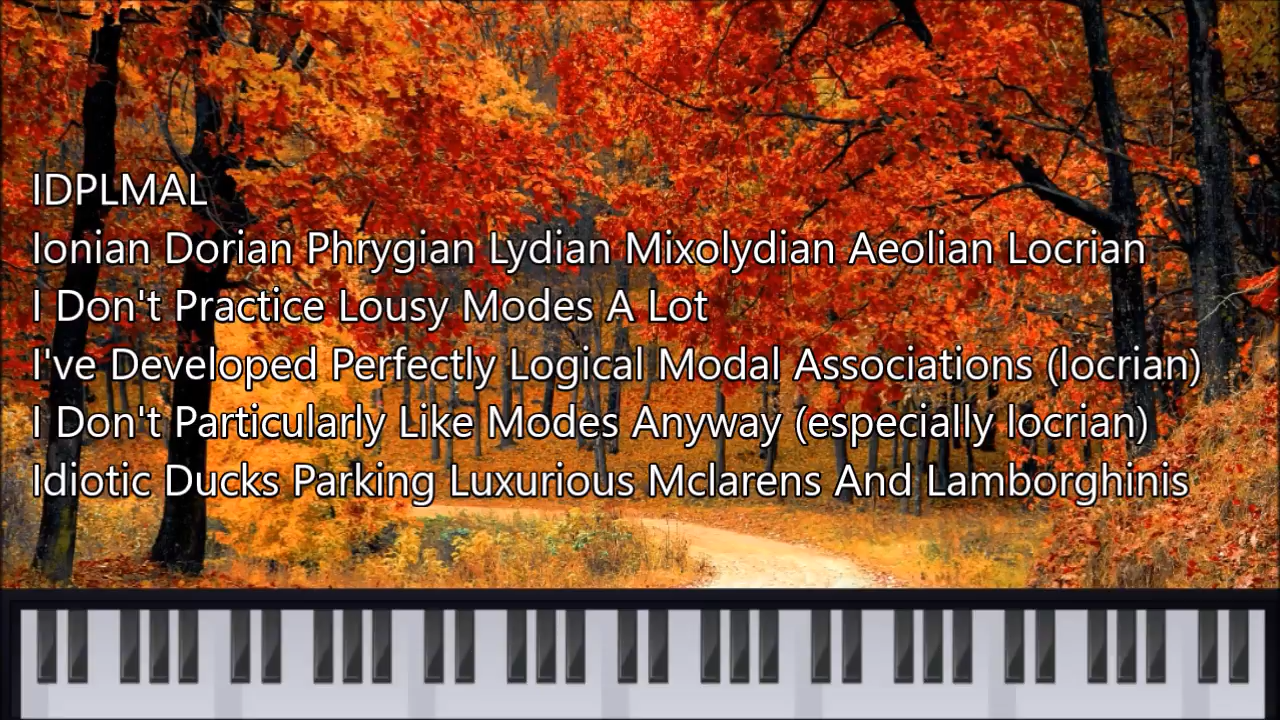 IDPLMAL
Ionian Dorian Phrygian Lydian Mixolydian Aeolian Locrian
I Don't Practice Lousy Modes A Lot
I've Developed Perfectly Logical Modal Associations (locrian)
I Don't Particularly Like Modes Anyway (especially locrian)
Idiotic Ducks Parking Luxurious Mclarens And Lamborghinis